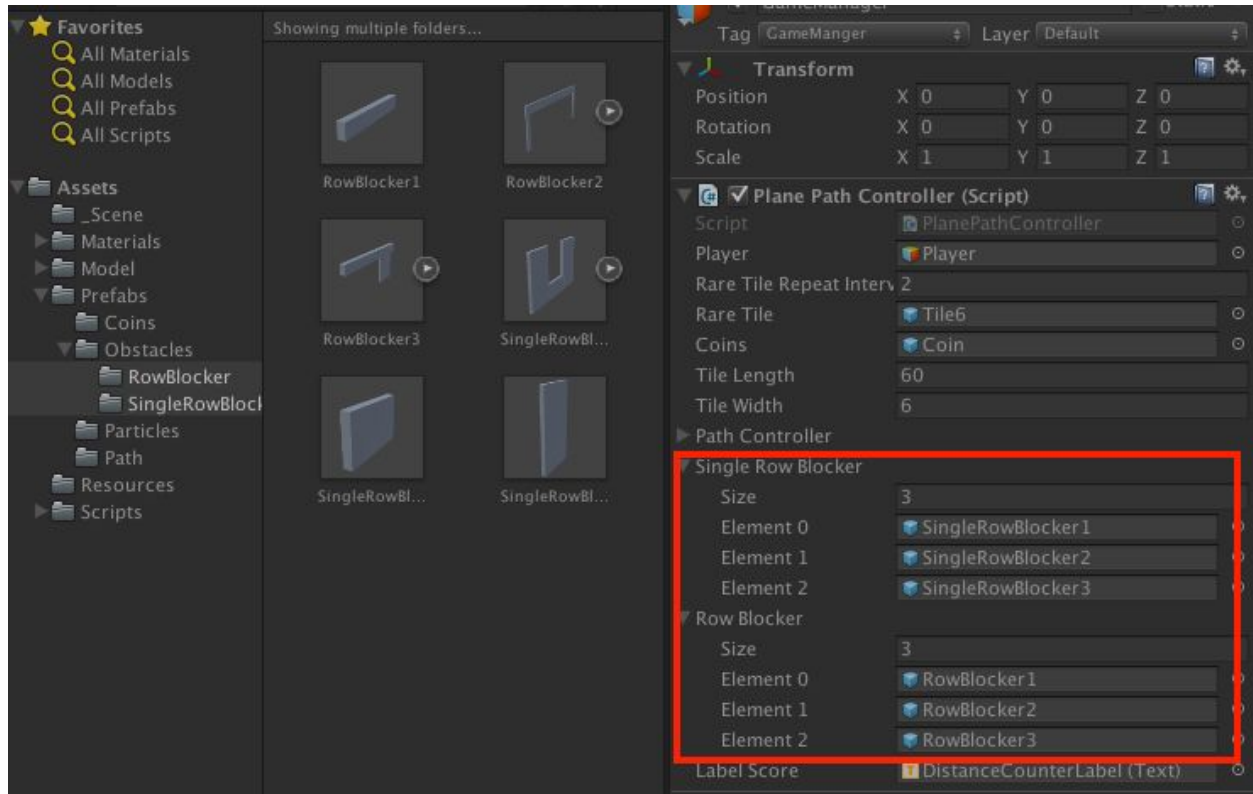 Favorites
All Materials
All Models
All Prefabs
All Scripts
Assets
_Scene
Materials
Model
Prefabs
Coins
Obstacles
RowBlocker
SingleRowBlock
Particles
Path
Resources
Scripts
Showing multiple folders...
RowBlocker1
RowBlocker2
RowBlocker3
SingleRowBl...
SingleRowBl...
SingleRowBl...
GameManager
Tag GameManger Layer Default
Transform
Position X 0 Y 0 Z 0
Rotation X 0 Y 0 Z 0
Scale X 1 Y 1 Z 1
Plane Path Controller (Script)
Script PlanePathController
Player Player
Rare Tile Repeat Interv 2
Rare Tile Tile6
Coins Coin
Tile Length 60
Tile Width 6
Path Controller
Single Row Blocker
Size 3
Element 0 SingleRowBlocker1
Element 1 SingleRowBlocker2
Element 2 SingleRowBlocker3
Row Blocker
Size 3
Element 0 RowBlocker1
Element 1 RowBlocker2
Element 2 RowBlocker3
Label Score DistanceCounterLabel (Text)